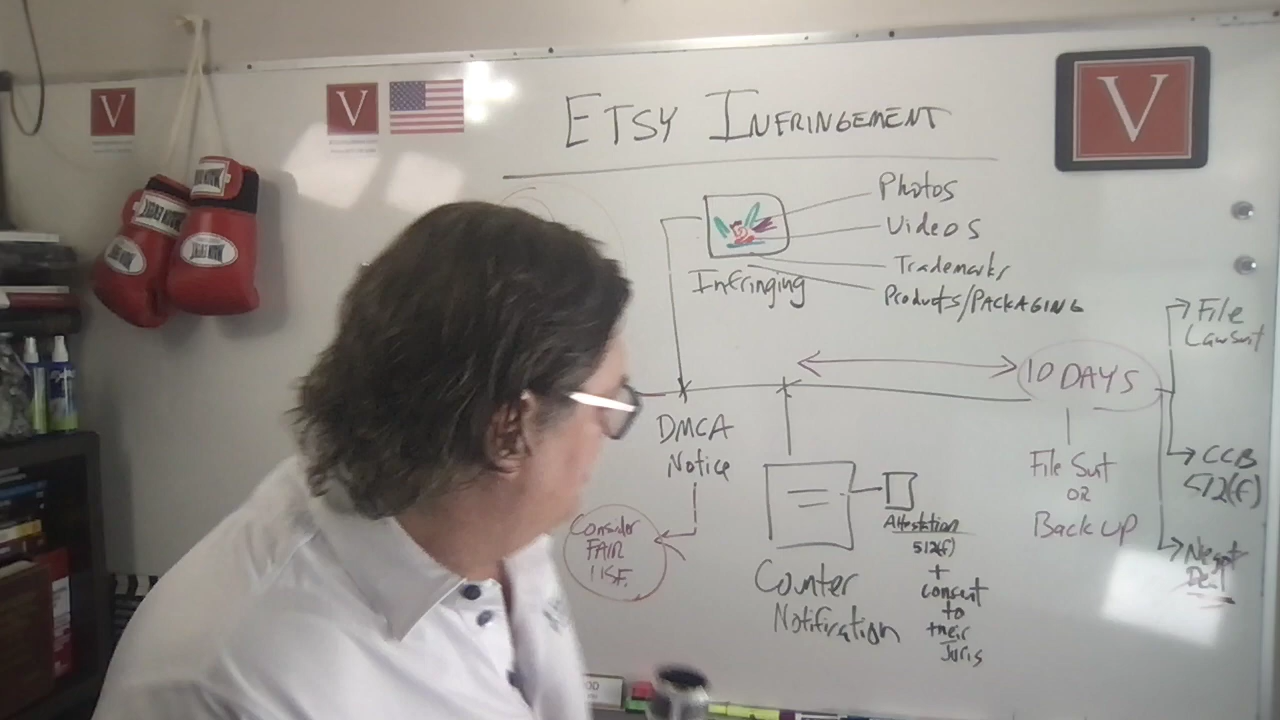 V
V
V
ETSY INFRINGEMENT
Photos
Videos
Trademarks
Products/PACKAGING
Infringing
File
Lawsuit
10 DAYS
DMCA
Notice
CCB
512(f)
File Suit
OR
Back up
Consider
FAIR
USE
Attestation
512(f)
+
consent
to
their
Juris
Counter
Notification